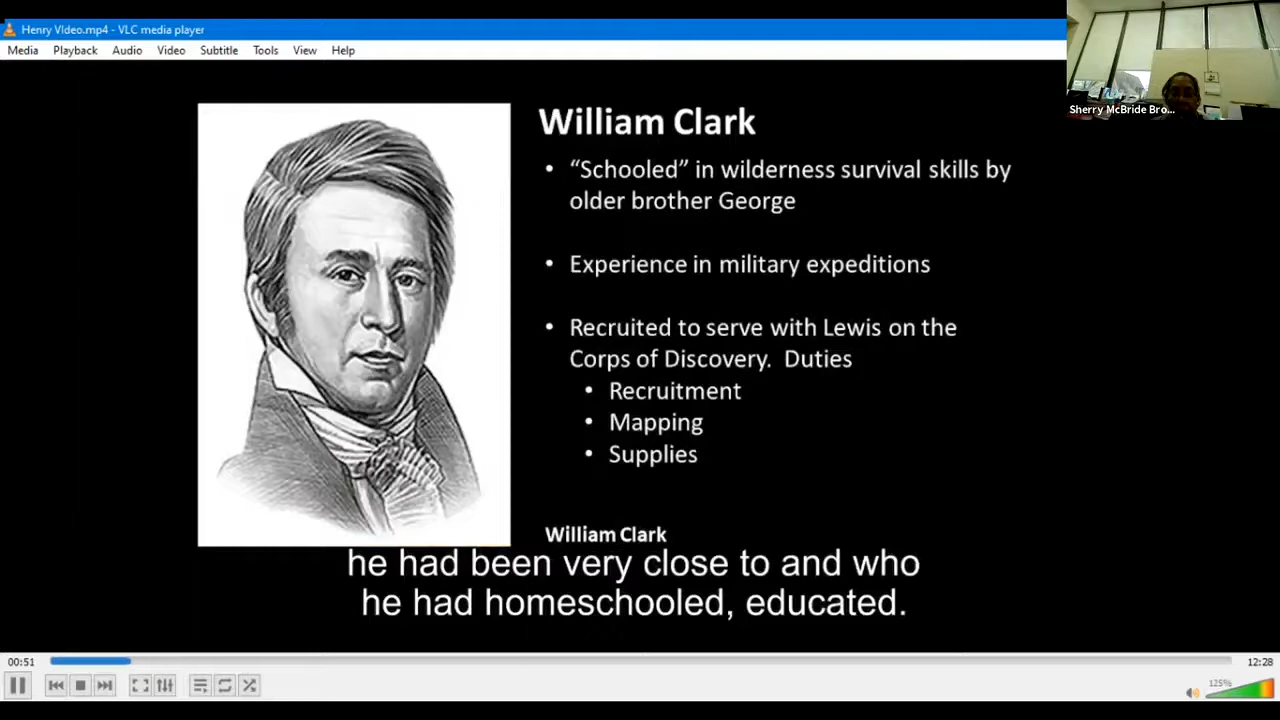 Henry Video.mp4 - VLC media player
Media Playback Audio Video Subtitle Tools View Help
Sherry McBride Bro...
William Clark
• “Schooled” in wilderness survival skills by
older brother George
• Experience in military expeditions
• Recruited to serve with Lewis on the
Corps of Discovery. Duties
• Recruitment
• Mapping
• Supplies
William Clark
he had been very close to and who
he had homeschooled, educated.
00:51
12:28
125%